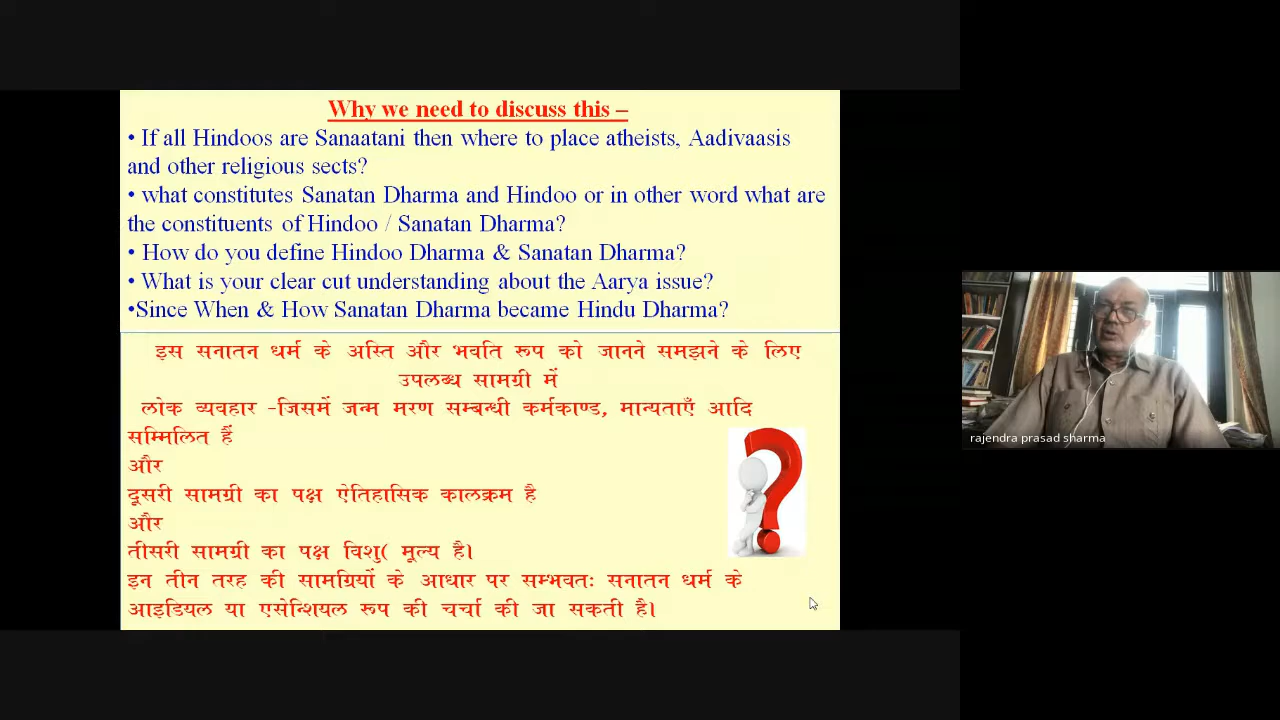 Why we need to discuss this –
• If all Hindoos are Sanaatani then where to place atheists, Aadivaasis
and other religious sects?
• what constitutes Sanatan Dharma and Hindoo or in other word what are
the constituents of Hindoo / Sanatan Dharma?
• How do you define Hindoo Dharma & Sanatan Dharma?
• What is your clear cut understanding about the Aarya issue?
•Since When & How Sanatan Dharma became Hindu Dharma?
इस सनातन धर्म के अस्ति और भवति रूप को जानने समझने के लिए
उपलब्ध सामग्री में
लोक व्यवहार -जिसमें जन्म मरण सम्बन्धी कर्मकाण्ड, मान्यताएँ आदि
सम्मिलित हैं
और
दूसरी सामग्री का पक्ष ऐतिहासिक कालक्रम है
और
तीसरी सामग्री का पक्ष विशु( मूल्य है।
इन तीन तरह की सामग्रियों के आधार पर सम्भवतः सनातन धर्म के
आइडियल या एसेन्शियल रूप की चर्चा की जा सकती है।
rajendra prasad sharma